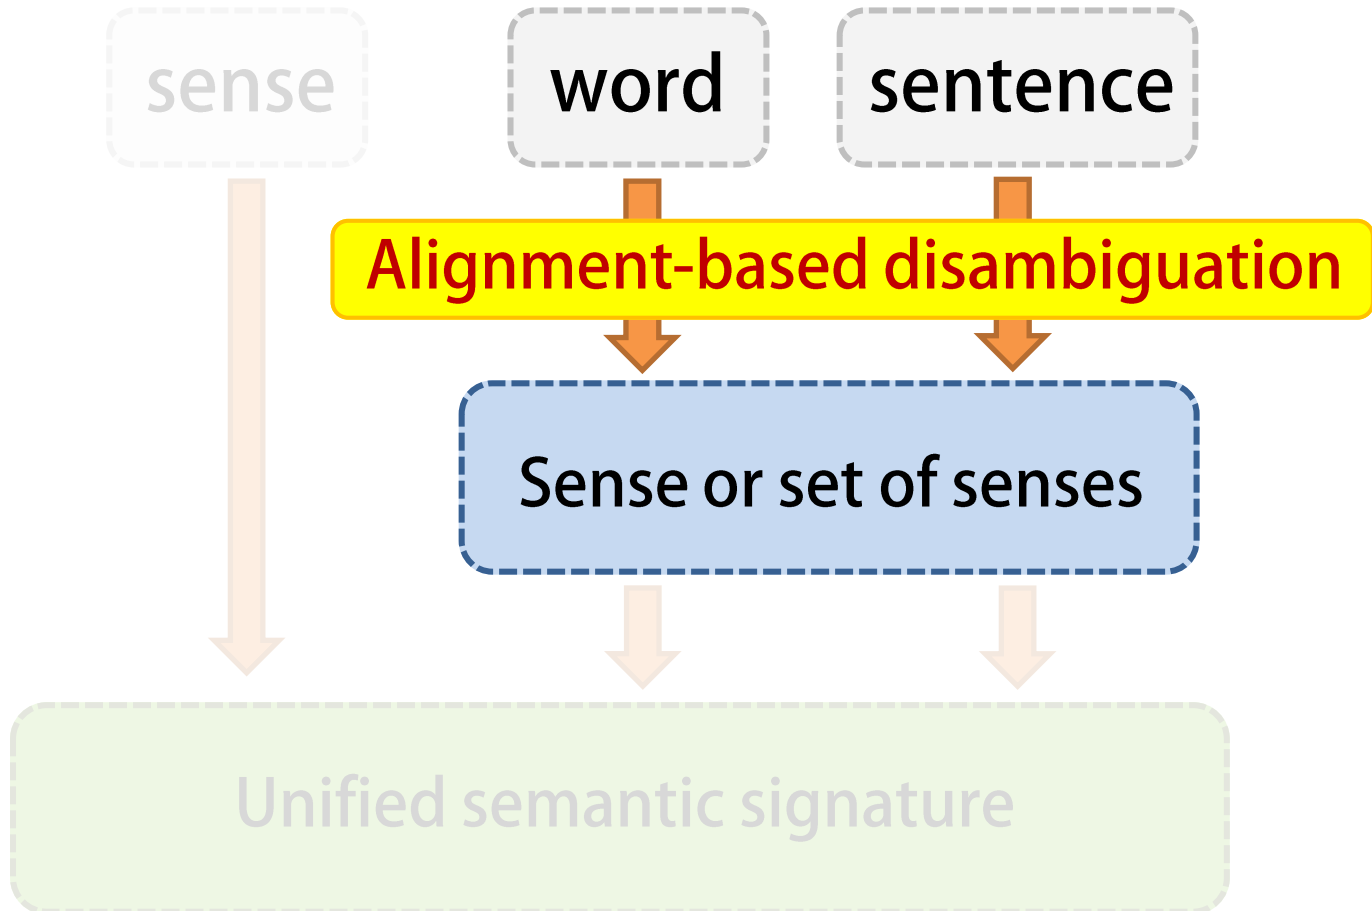 sense
word
sentence
Alignment-based disambiguation
Sense or set of senses
Unified semantic signature